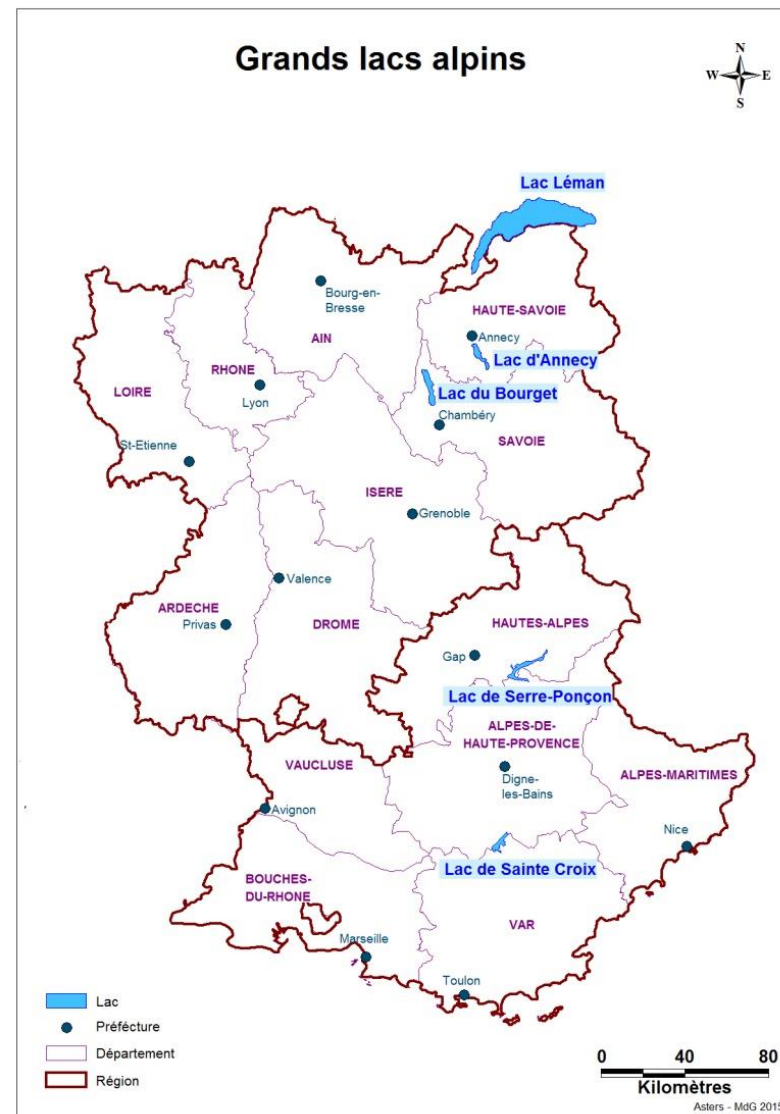 Grands lacs alpins
N
W E
S
Lac Léman
Bourg-en-
Bresse
HAUTE-SAVOIE
AIN
Annecy
Lac d'Annecy
RHONE
Lac du Bourget
LOIRE
Lyon
Chambéry
St-Etienne
SAVOIE
ISERE
Grenoble
Valence
ARDECHE
Privas
DROME
HAUTES-ALPES
Gap
Lac de Serre-Ponçon
ALPES-DE-
HAUTE-PROVENCE
VAUCLUSE
ALPES-MARITIMES
Digne-
les-Bains
Avignon
Nice
Lac de Sainte Croix
BOUCHES-
DU-RHONE
VAR
Marseille
Toulon
Lac
Préfécture
Département
Région
0 40 80
Kilomètres
Asters - MdG 2015